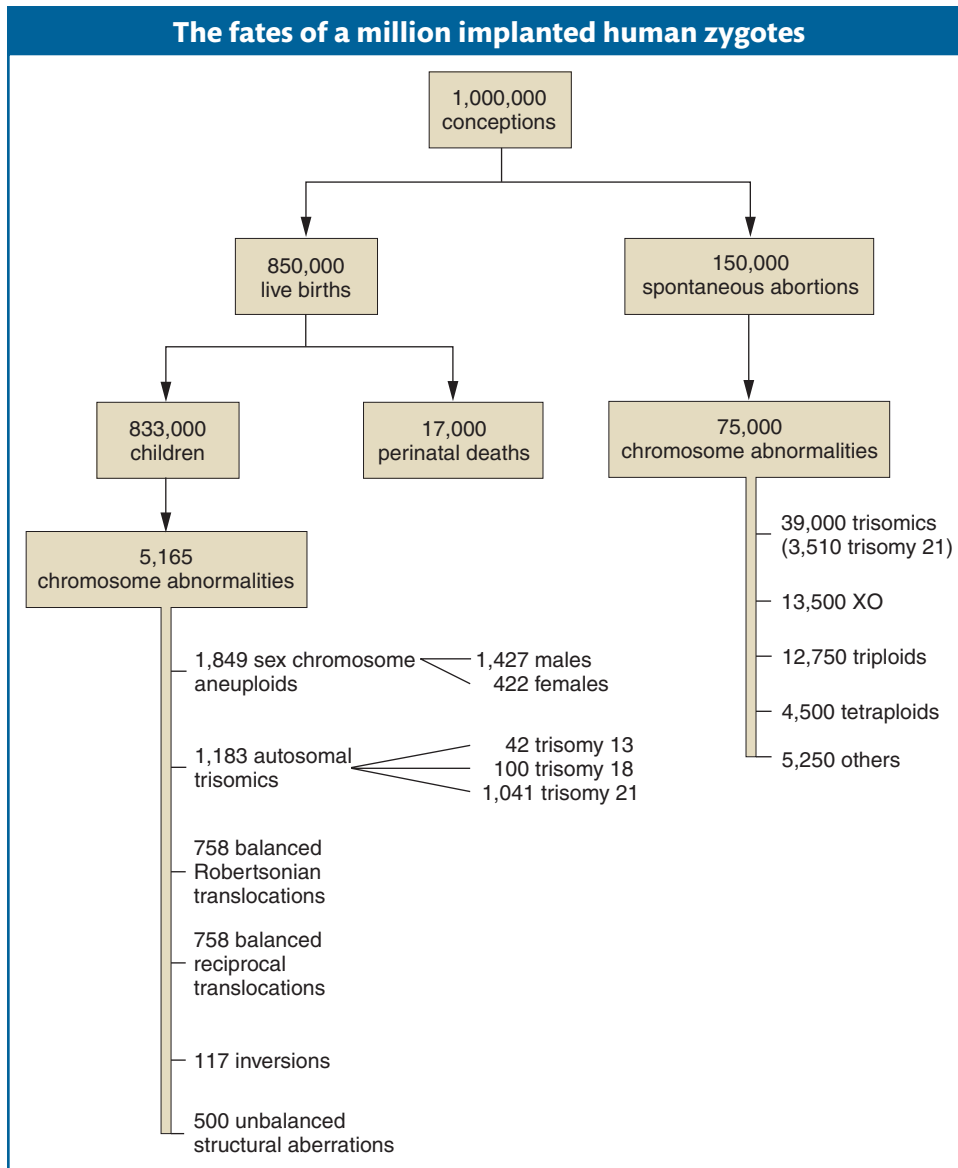 The fates of a million implanted human zygotes
1,000,000
conceptions
850,000
live births
150,000
spontaneous abortions
833,000
children
17,000
perinatal deaths
75,000
chromosome abnormalities
5,165
chromosome abnormalities
39,000 trisomics
(3,510 trisomy 21)
13,500 XO
12,750 triploids
4,500 tetraploids
5,250 others
1,849 sex chromosome
aneuploids
1,427 males
422 females
1,183 autosomal
trisomics
42 trisomy 13
100 trisomy 18
1,041 trisomy 21
758 balanced
Robertsonian
translocations
758 balanced
reciprocal
translocations
117 inversions
500 unbalanced
structural aberrations